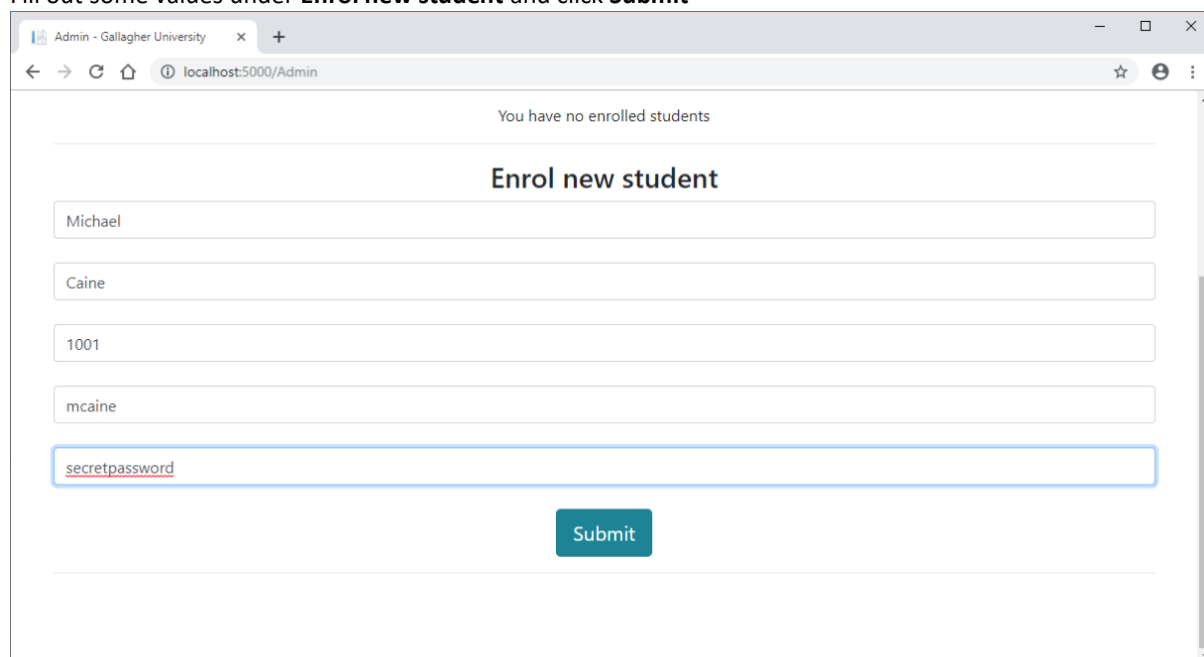 Fill out some values under Enrol new student and click Submit
Admin - Gallagher University
localhost:5000/Admin
You have no enrolled students
Enrol new student
Michael
Caine
1001
mcaine
secretpassword
Submit